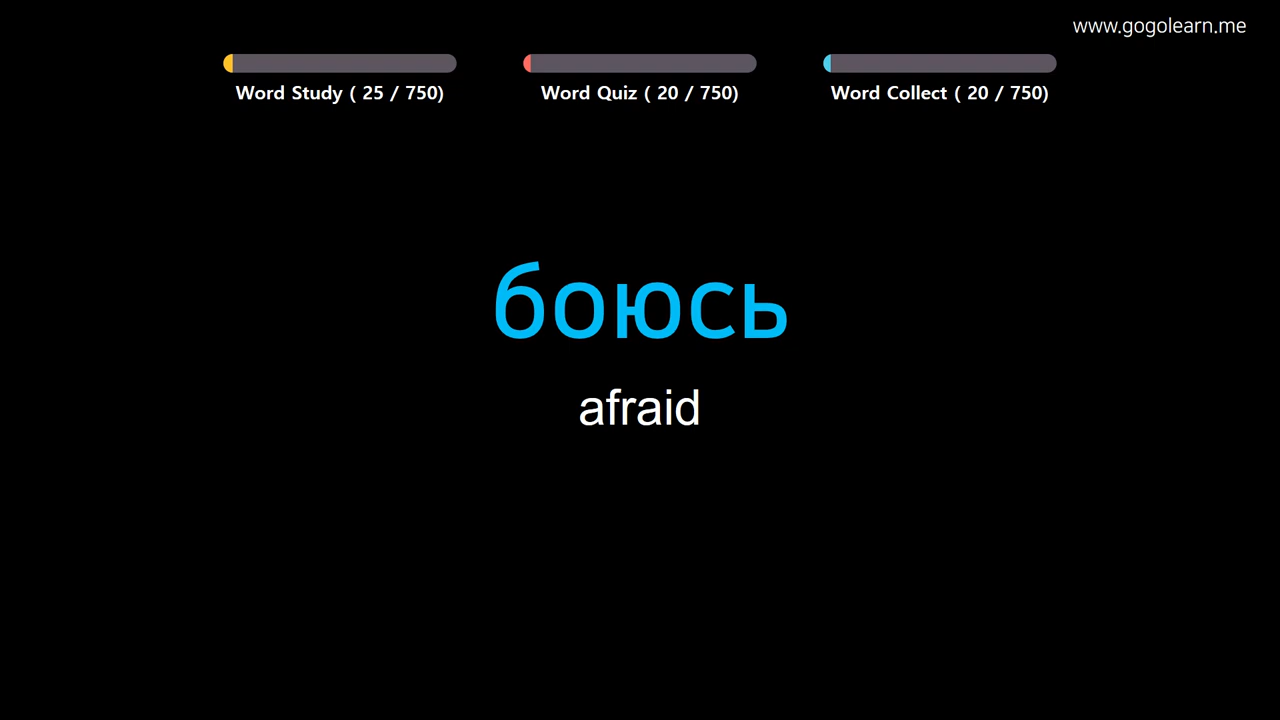 www.gogolearn.me
Word Study ( 25 / 750)
Word Quiz ( 20 / 750)
Word Collect ( 20 / 750)
боюсь
afraid